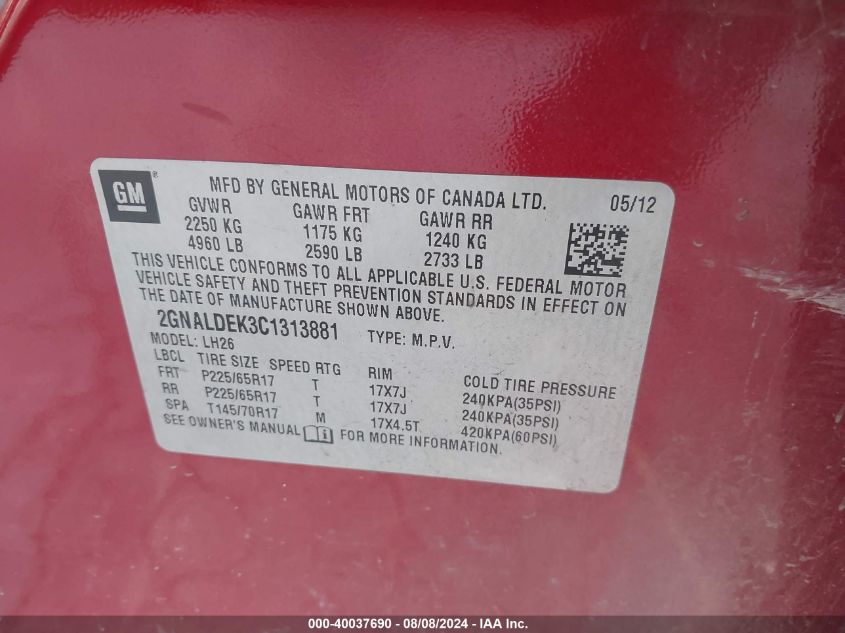 GM ® MFD BY GENERAL MOTORS OF CANADA LTD. 05/12
GVWR GAWR FRT GAWR RR
2250 KG 1175 KG 1240 KG
4960 LB 2590 LB 2733 LB
THIS VEHICLE CONFORMS TO ALL APPLICABLE U.S. FEDERAL MOTOR
VEHICLE SAFETY AND THEFT PREVENTION STANDARDS IN EFFECT ON
THE DATE OF MANUFACTURE SHOWN ABOVE.
2GNALDEK3C1313881 TYPE: M.P.V.
MODEL: LH26
LBCL TIRE SIZE SPEED RTG RIM COLD TIRE PRESSURE
FRT P225/65R17 T 17X7J 240KPA(35PSI)
RR P225/65R17 T 17X7J 240KPA(35PSI)
SPA T145/70R17 M 17X4.5T 420KPA(60PSI)
SEE OWNER'S MANUAL FOR MORE INFORMATION.
000-40037690 - 08/08/2024 - IAA Inc.